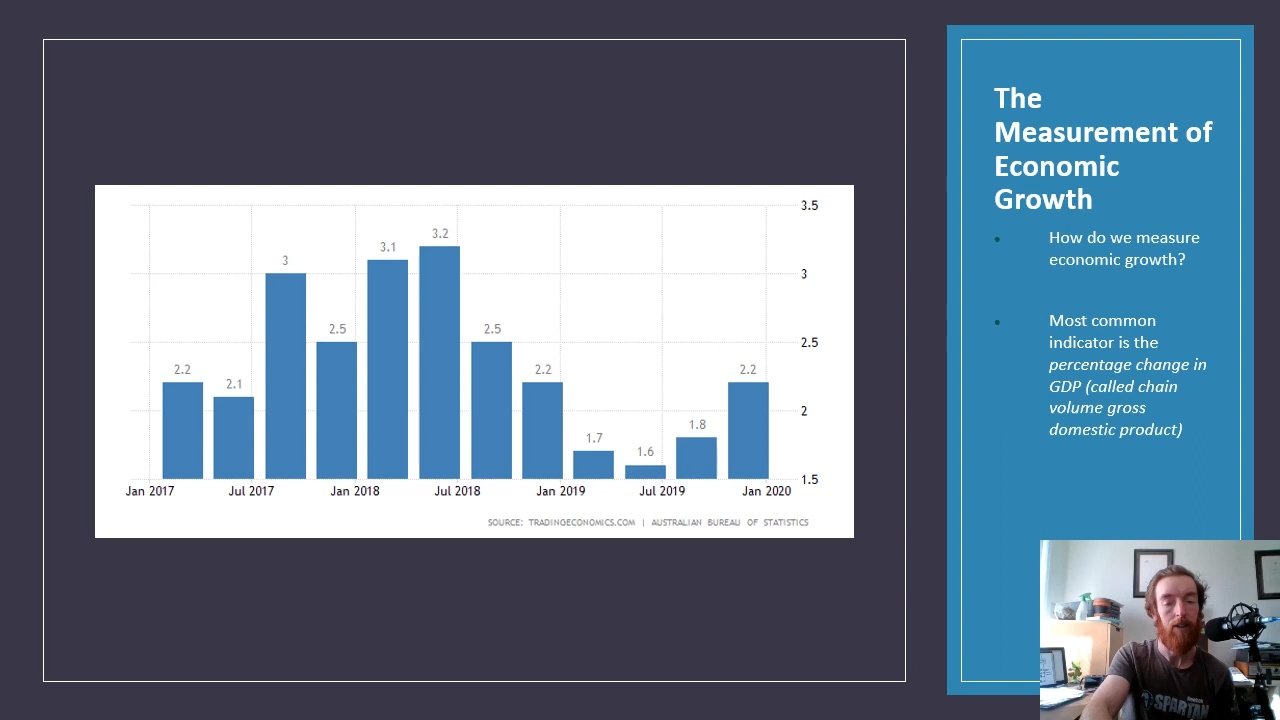 The
Measurement of
Economic
Growth
• How do we measure
economic growth?
• Most common
indicator is the
percentage change in
GDP (called chain
volume gross
domestic product)
3.5
3
2.5
2
1.5
2.2
2.1
3
2.5
3.1
3.2
2.5
2.2
1.7
1.6
1.8
2.2
Jan 2017 Jul 2017 Jan 2018 Jul 2018 Jan 2019 Jul 2019 Jan 2020
SOURCE: TRADINGECONOMICS.COM | AUSTRALIAN BUREAU OF STATISTICS
Reebok
SPARTAN